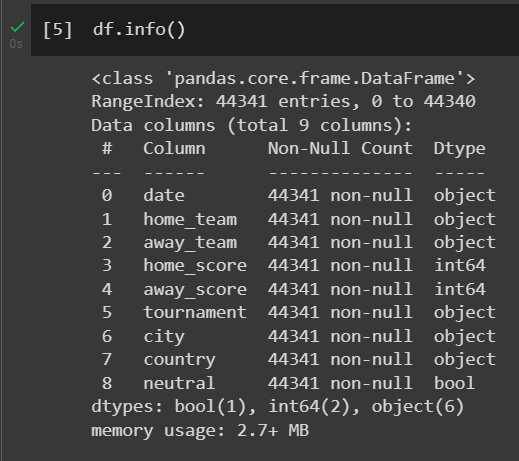 [5] df.info()
0s
<class 'pandas.core.frame.DataFrame'>
RangeIndex: 44341 entries, 0 to 44340
Data columns (total 9 columns):
 #   Column      Non-Null Count  Dtype
---  ------      --------------  -----
 0   date        44341 non-null  object
 1   home_team   44341 non-null  object
 2   away_team   44341 non-null  object
 3   home_score  44341 non-null  int64
 4   away_score  44341 non-null  int64
 5   tournament  44341 non-null  object
 6   city        44341 non-null  object
 7   country     44341 non-null  object
 8   neutral     44341 non-null  bool
dtypes: bool(1), int64(2), object(6)
memory usage: 2.7+ MB